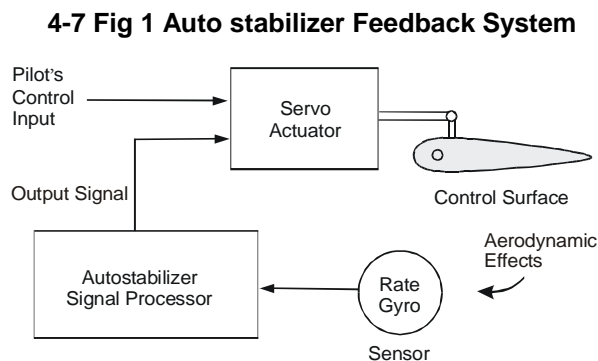 4-7 Fig 1 Auto stabilizer Feedback System
Pilot's
Control
Input
Servo
Actuator
Output Signal
Control Surface
Autostabilizer
Signal Processor
Rate
Gyro
Aerodynamic
Effects
Sensor